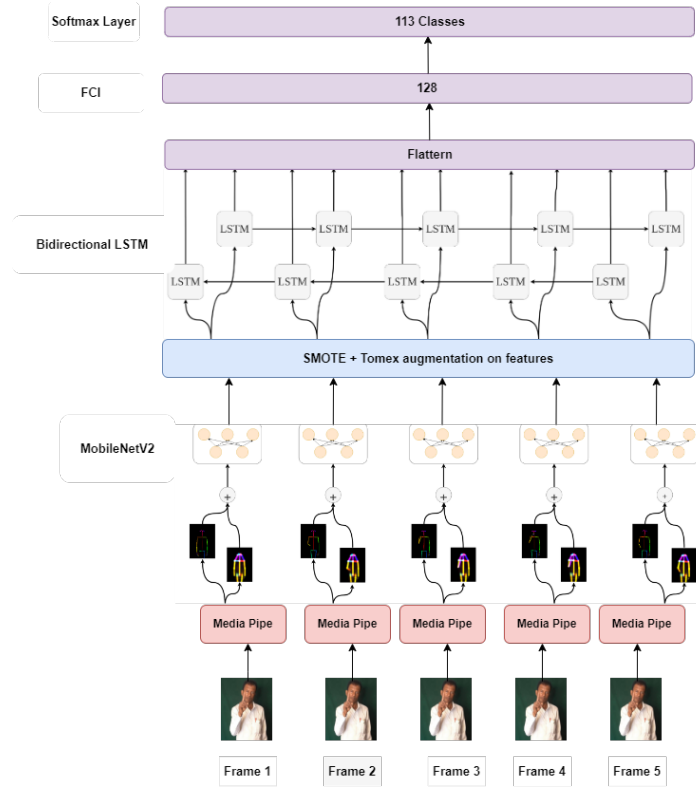 Softmax Layer
113 Classes
FCI
128
Flattern
Bidirectional LSTM
LSTM LSTM LSTM LSTM LSTM
LSTM LSTM LSTM LSTM LSTM
SMOTE + Tomex augmentation on features
MobileNetV2
+ + + + +
Media Pipe Media Pipe Media Pipe Media Pipe Media Pipe
Frame 1 Frame 2 Frame 3 Frame 4 Frame 5